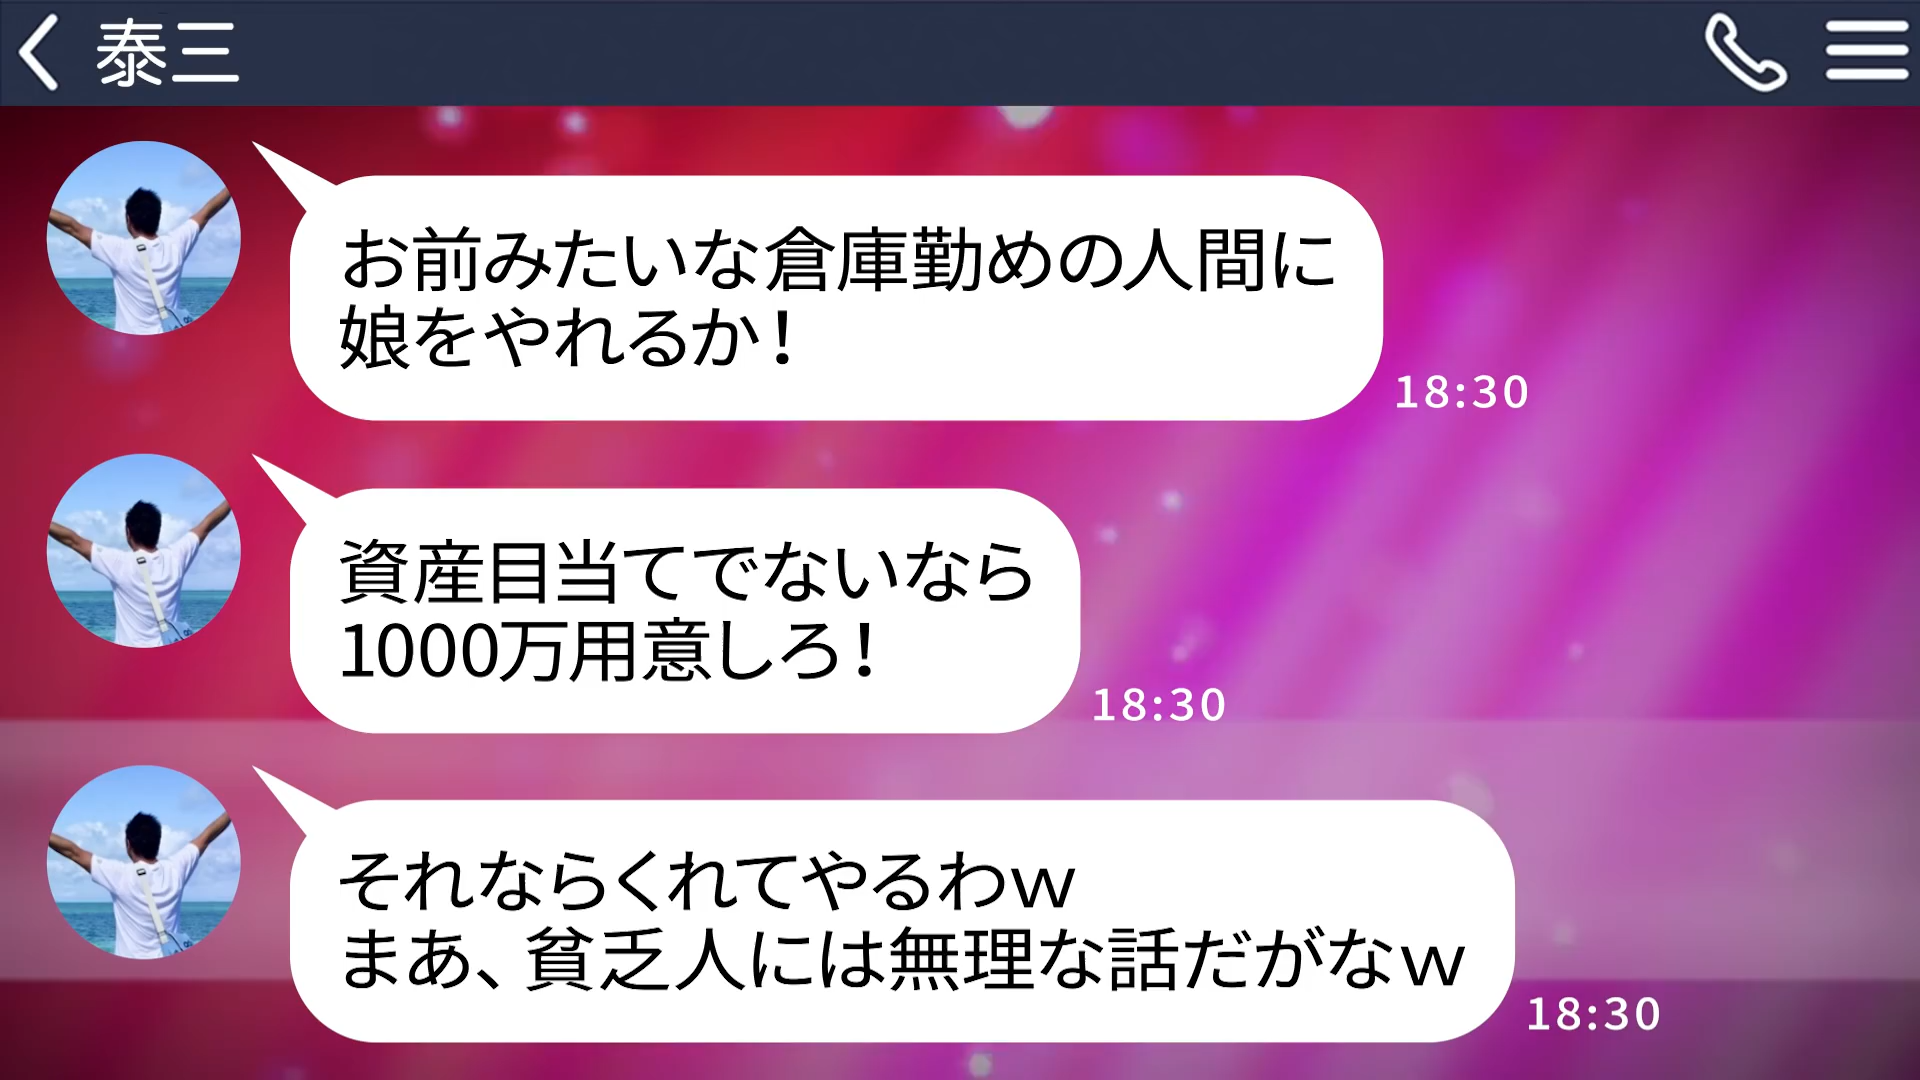 泰三
お前みたいな倉庫勤めの人間に
娘をやれるか！
18:30
資産目当てでないなら
1000万用意しろ！
18:30
それならくれてやるわｗ
まあ、貧乏人には無理な話だがなｗ
18:30